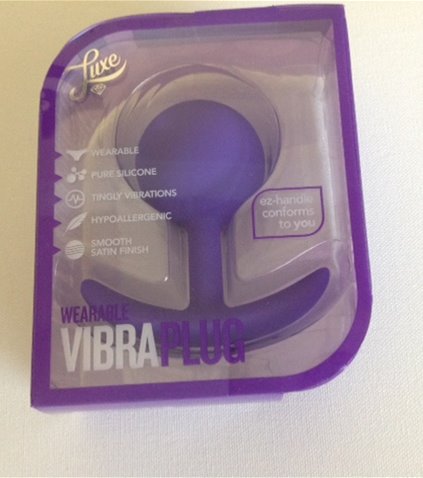 Luxe
WEARABLE
PURE SILICONE
TINGLY VIBRATIONS
HYPOALLERGENIC
SMOOTH
SATIN FINISH
ez-handle
conforms
to you
WEARABLE
VIBRAPLUG